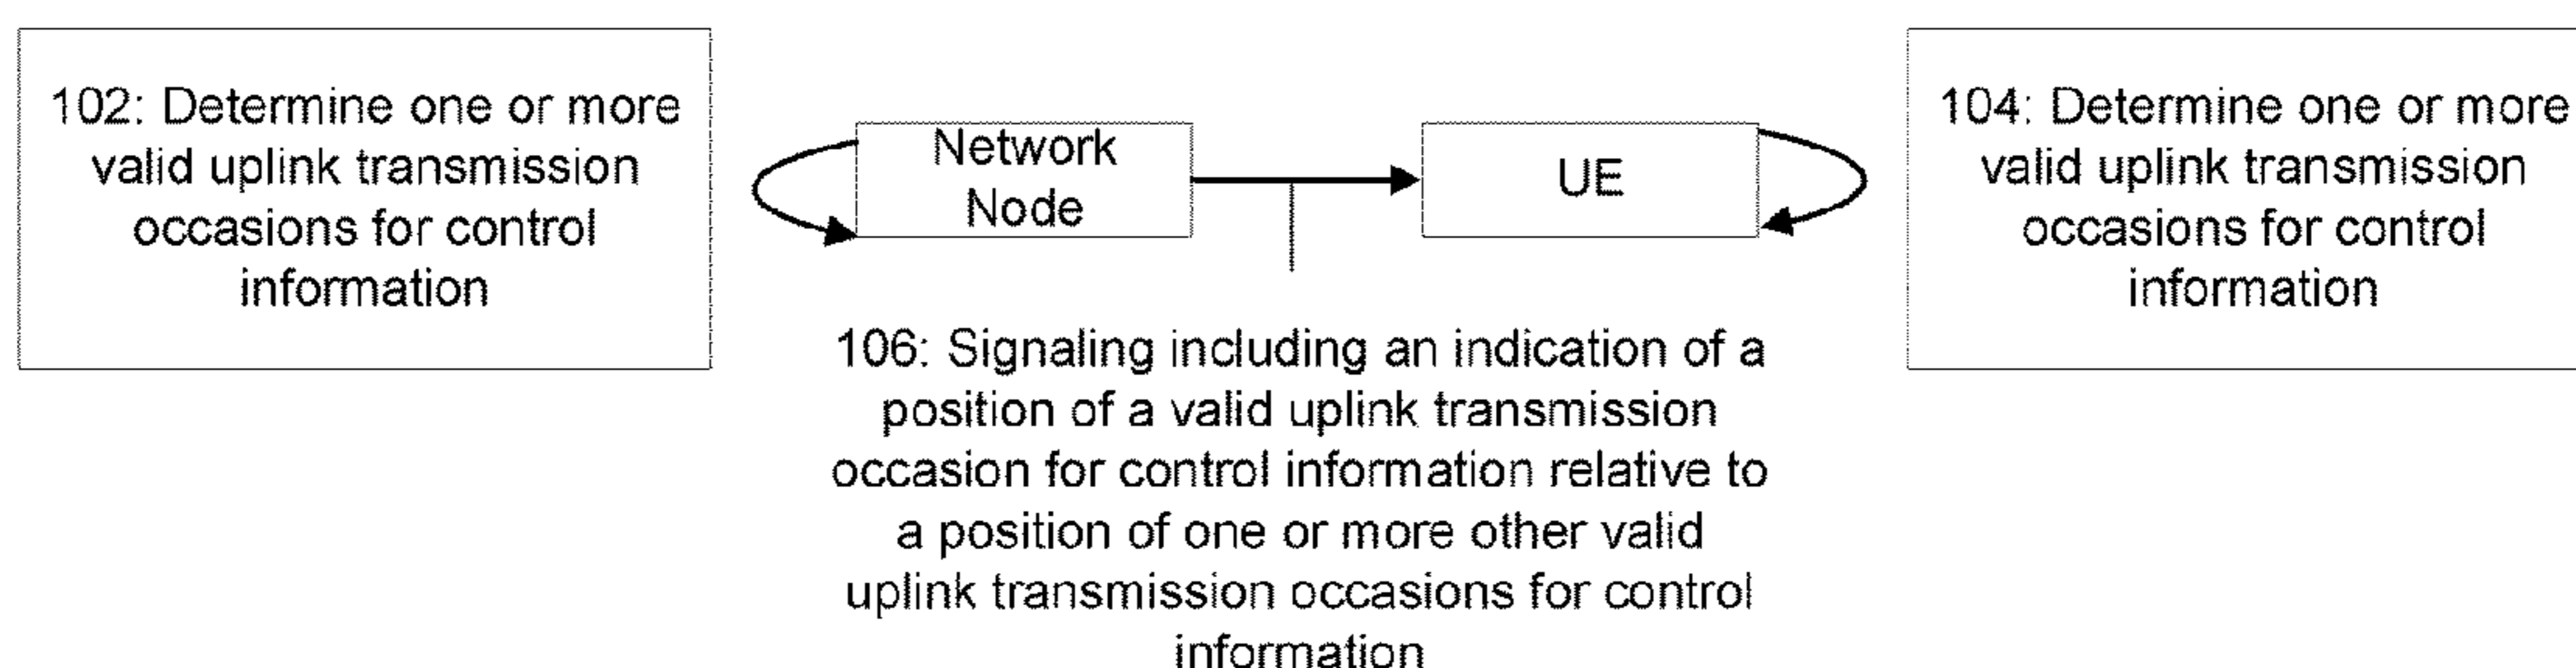 102: Determine one or more
valid uplink transmission
occasions for control
information
Network
Node
UE
104: Determine one or more
valid uplink transmission
occasions for control
information
106: Signaling including an indication of a
position of a valid uplink transmission
occasion for control information relative to
a position of one or more other valid
uplink transmission occasions for control
information